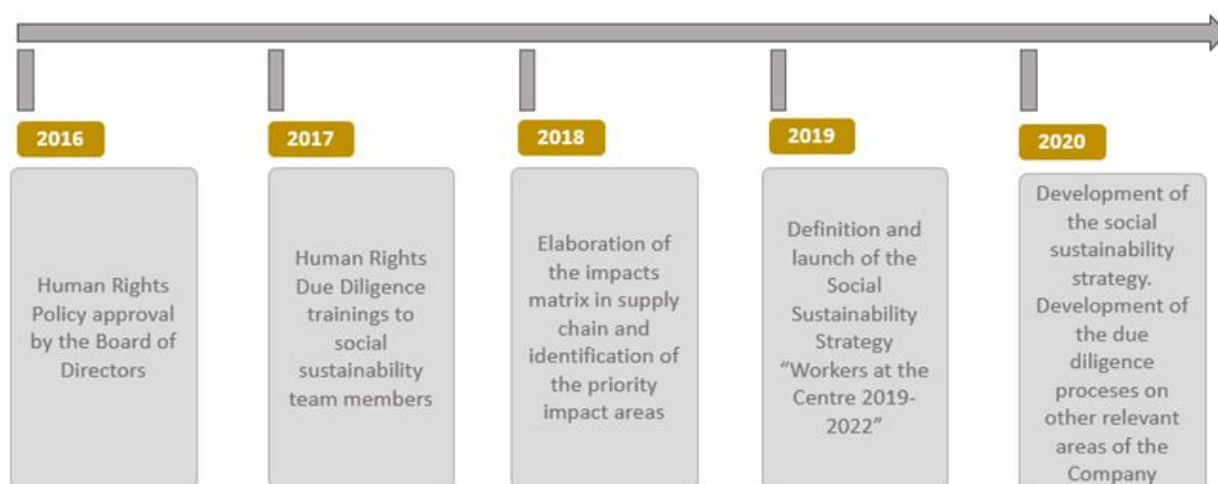 2016
Human Rights
Policy approval
by the Board of
Directors
2017
Human Rights
Due Diligence
trainings to
social
sustainability
team members
2018
Elaboration of
the impacts
matrix in supply
chain and
identification of
the priority
impact areas
2019
Definition and
launch of the
Social
Sustainability
Strategy
“Workers at the
Centre 2019-
2022”
2020
Development of
the social
sustainability
strategy.
Development of
the due
diligence
proceses on
other relevant
areas of the
Company